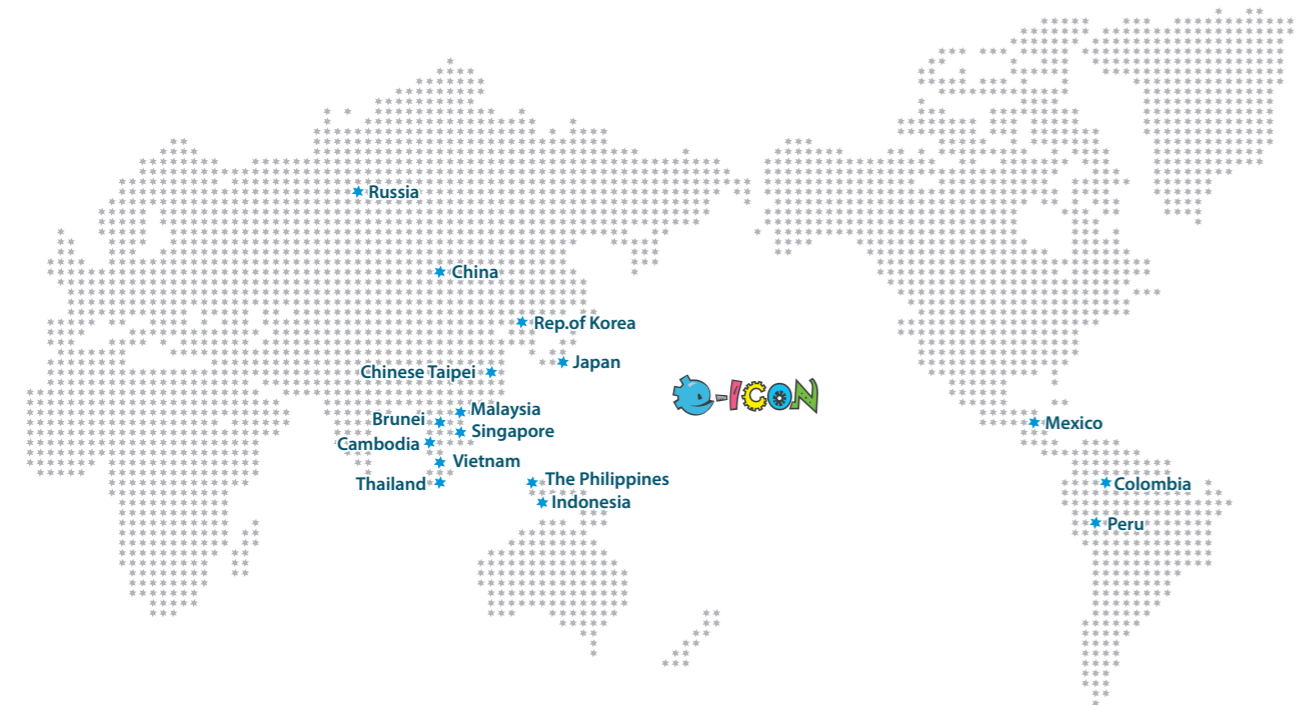 Russia
China
Rep.of Korea
Japan
Chinese Taipei
e-ICON
Malaysia
Brunei
Singapore
Mexico
Cambodia
Vietnam
The Philippines
Thailand
Colombia
Indonesia
Peru